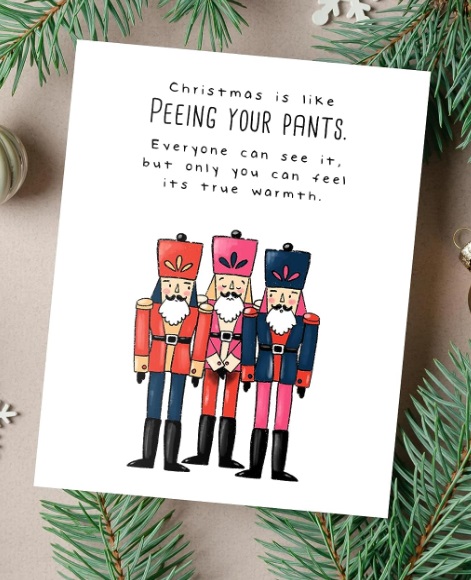 Christmas is like
PEEING YOUR PANTS.
Everyone can see it,
but only you can feel
its true warmth.